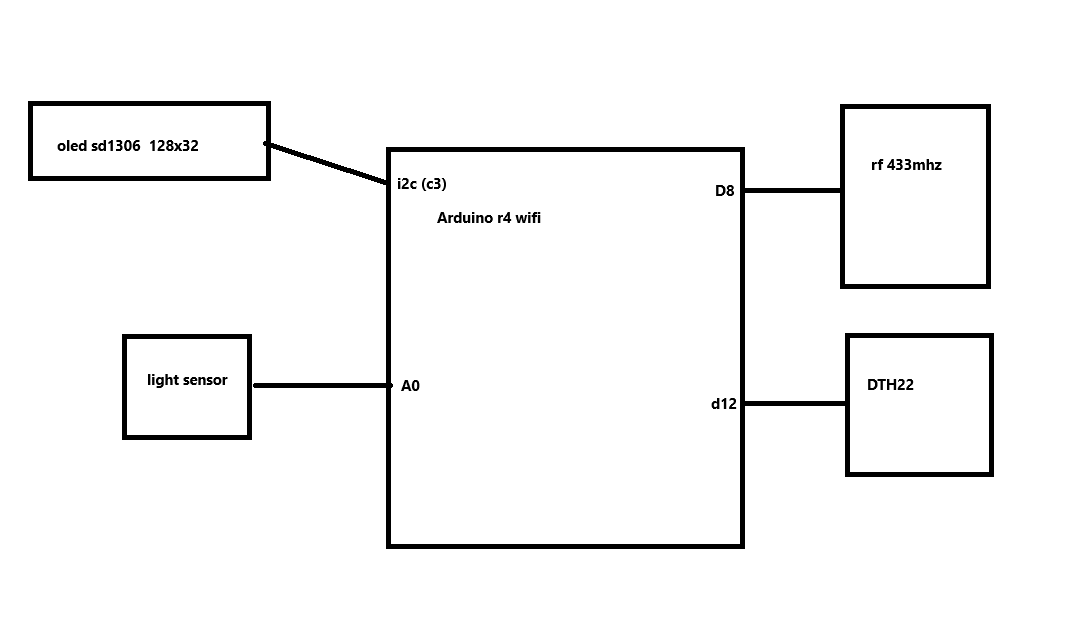 oled sd1306  128x32
rf 433mhz
i2c (c3)
D8
Arduino r4 wifi
light sensor
A0
DTH22
d12